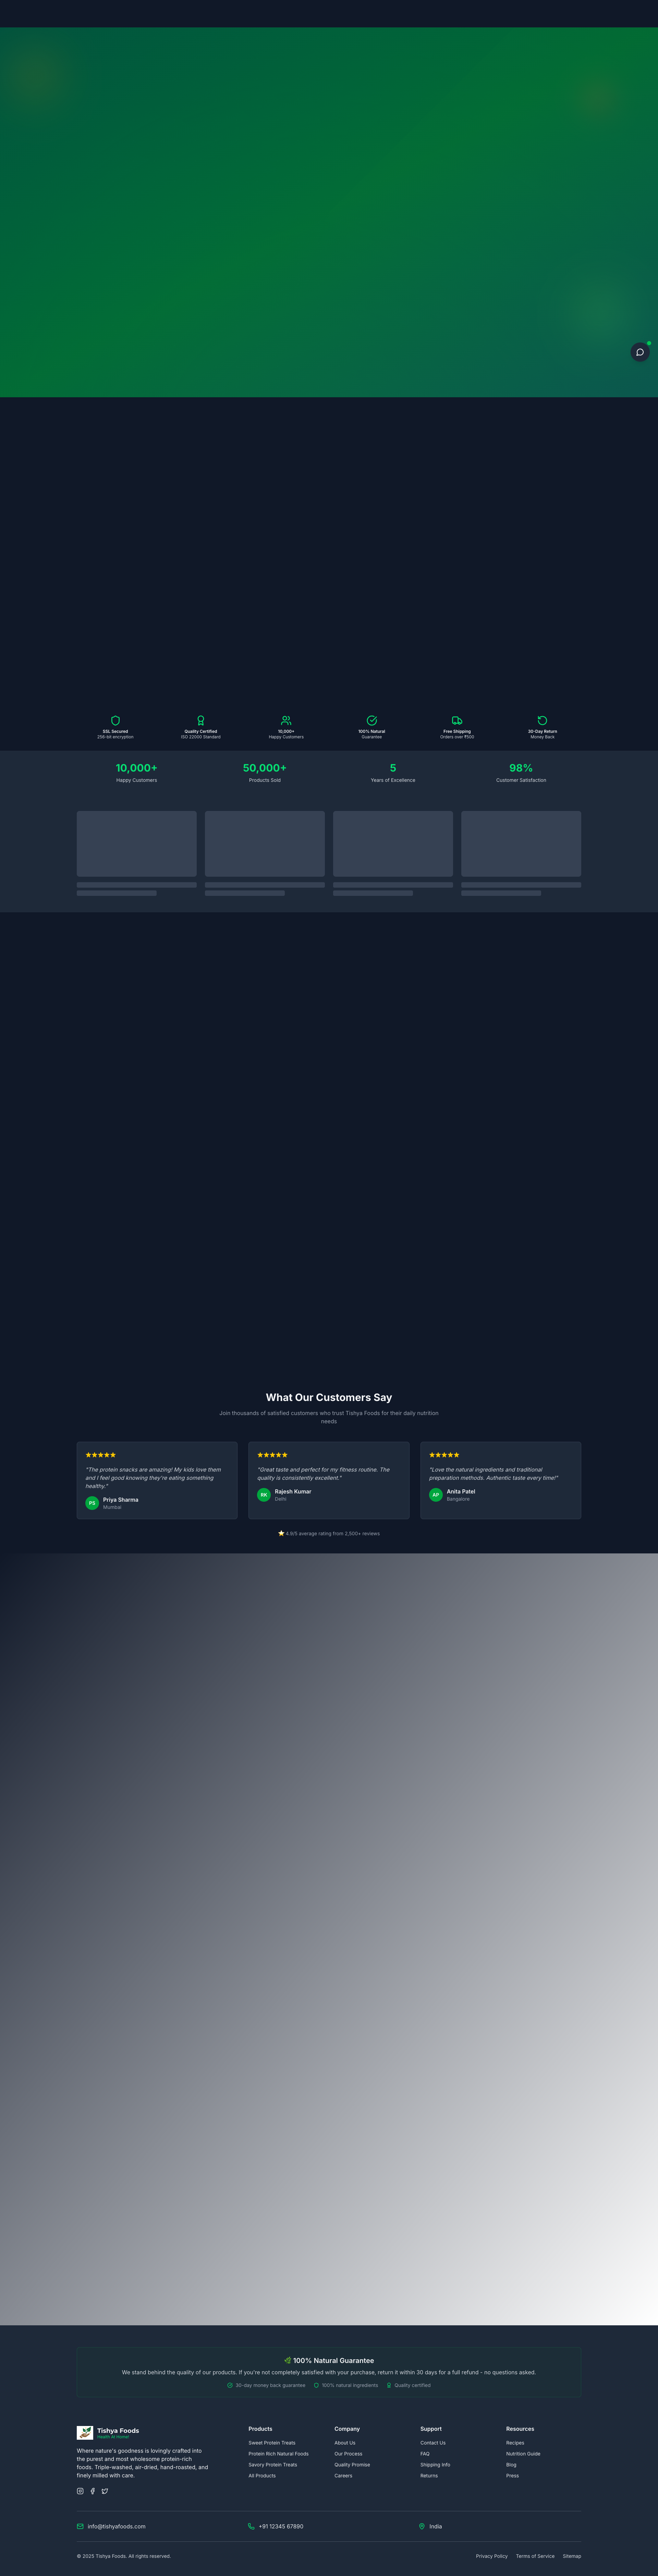 SSL Secured
256-bit encryption
Quality Certified
ISO 22000 Standard
10,000+
Happy Customers
100% Natural
Guarantee
Free Shipping
Orders over ₹500
30-Day Return
Money Back
10,000+
Happy Customers
50,000+
Products Sold
5
Years of Excellence
98%
Customer Satisfaction
What Our Customers Say
Join thousands of satisfied customers who trust Tishya Foods for their daily nutrition
needs
"The protein snacks are amazing! My kids love them
and I feel good knowing they're eating something
healthy."
PS
Priya Sharma
Mumbai
"Great taste and perfect for my fitness routine. The
quality is consistently excellent."
RK
Rajesh Kumar
Delhi
"Love the natural ingredients and traditional
preparation methods. Authentic taste every time!"
AP
Anita Patel
Bangalore
4.9/5 average rating from 2,500+ reviews
100% Natural Guarantee
We stand behind the quality of our products. If you're not completely satisfied with your purchase, return it within 30 days for a full refund - no questions asked.
30-day money back guarantee
100% natural ingredients
Quality certified
Tishya Foods
Health At Home!
Where nature's goodness is lovingly crafted into
the purest and most wholesome protein-rich
foods. Triple-washed, air-dried, hand-roasted, and
finely milled with care.
Products
Sweet Protein Treats
Protein Rich Natural Foods
Savory Protein Treats
All Products
Company
About Us
Our Process
Quality Promise
Careers
Support
Contact Us
FAQ
Shipping Info
Returns
Resources
Recipes
Nutrition Guide
Blog
Press
info@tishyafoods.com
+91 12345 67890
India
© 2025 Tishya Foods. All rights reserved.
Privacy Policy
Terms of Service
Sitemap